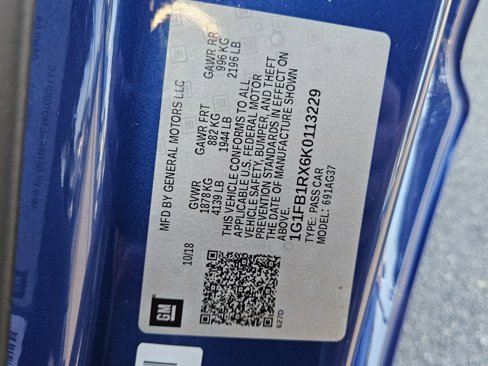 MFD BY GENERAL MOTORS LLC
10/18
GVWR
1878 KG
4139 LB
GAWR FRT
882 KG
1944 LB
GAWR RR
996 KG
2196 LB
THIS VEHICLE CONFORMS TO ALL
APPLICABLE U.S. FEDERAL MOTOR
VEHICLE SAFETY, BUMPER, AND THEFT
PREVENTION STANDARDS IN EFFECT ON
THE DATE OF MANUFACTURE SHOWN
ABOVE.
1G1FB1RX6K0113229
TYPE: PASS CAR
MODEL: 691AG37
GM
627D